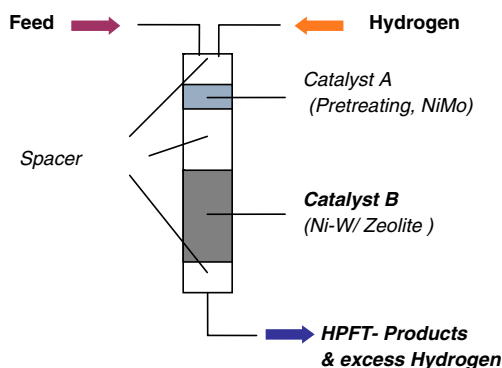 Feed
Hydrogen
Catalyst A
(Pretreating, NiMo)
Spacer
Catalyst B
(Ni-W/ Zeolite )
HPFT- Products
& excess Hydrogen